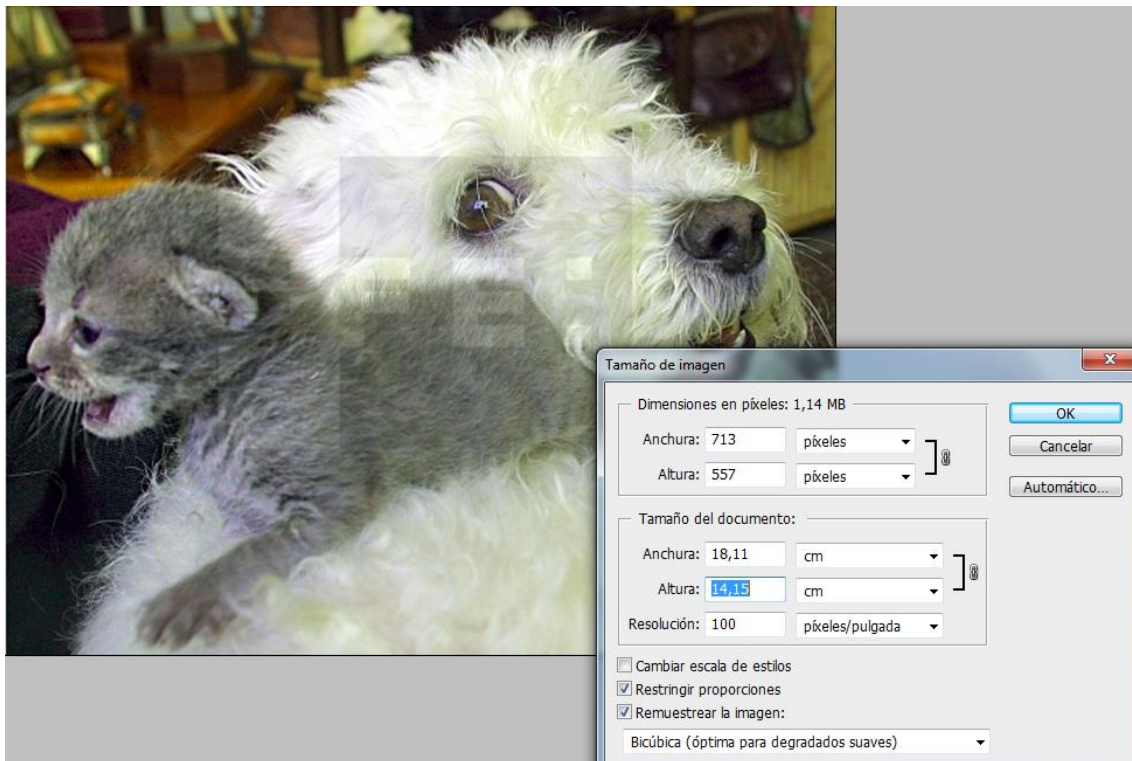 Tamaño de imagen
Dimensiones en píxeles: 1,14 MB
Anchura: 713 píxeles
Altura: 557 píxeles
Tamaño del documento:
Anchura: 18,11 cm
Altura: 14,15 cm
Resolución: 100 píxeles/pulgada
Cambiar escala de estilos
Restringir proporciones
Remuestrear la imagen:
Bicúbica (óptima para degradados suaves)
OK
Cancelar
Automático...